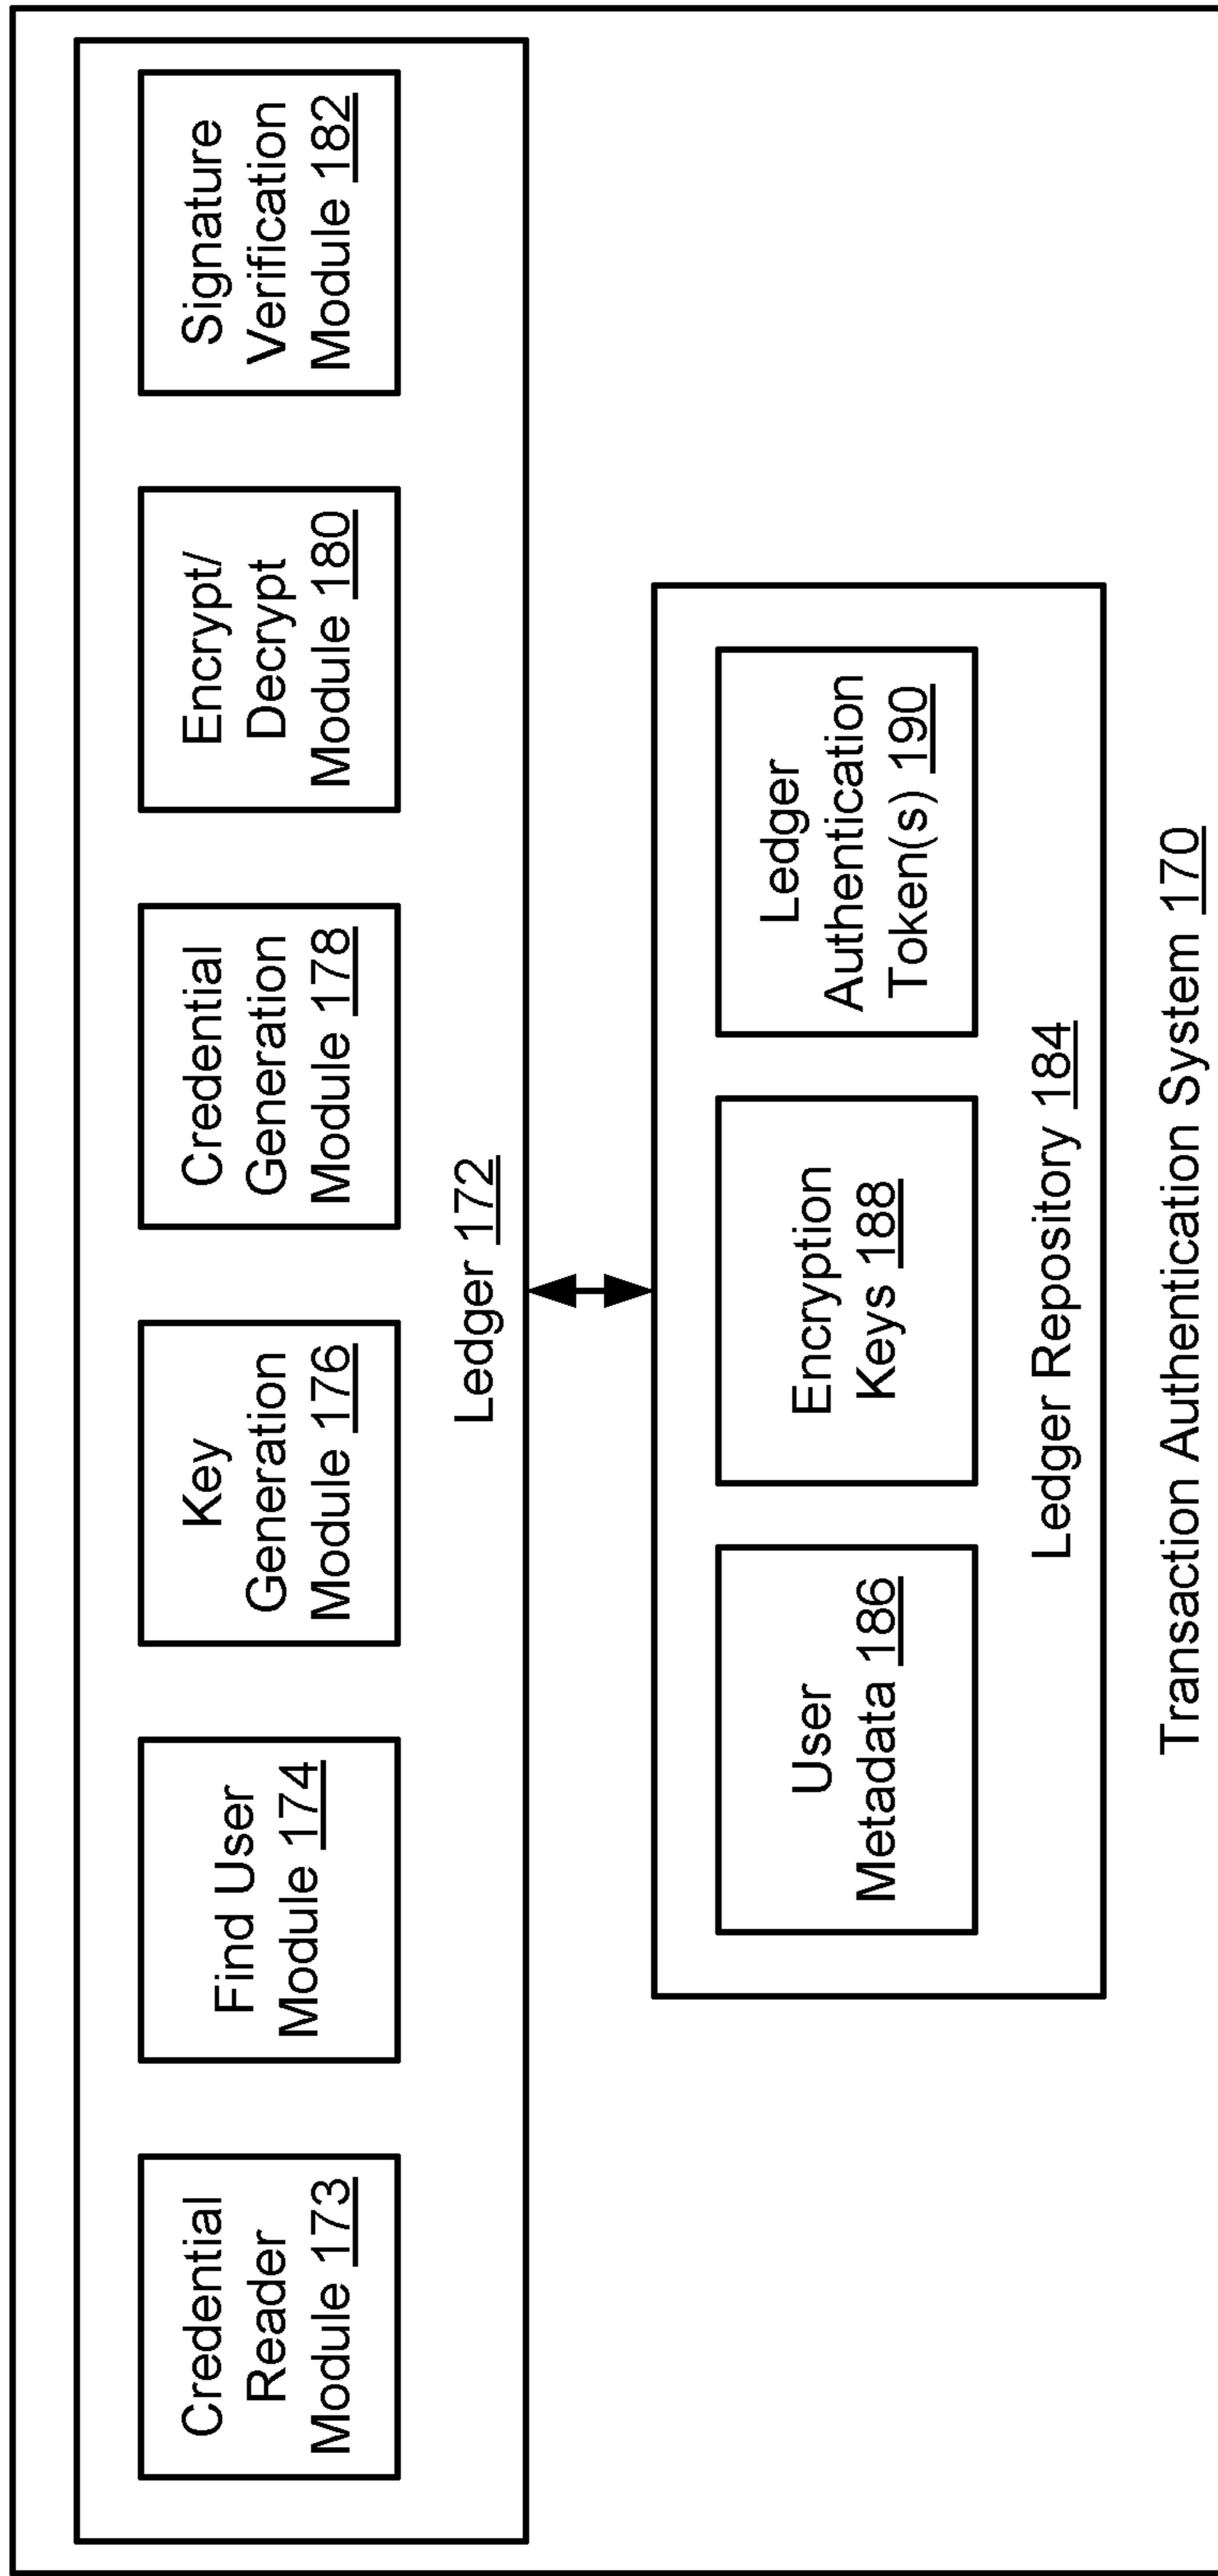 Credential
Reader
Module 173
Find User
Module 174
Key
Generation
Module 176
Credential
Generation
Module 178
Encrypt/
Decrypt
Module 180
Signature
Verification
Module 182
Ledger 172
User
Metadata 186
Encryption
Keys 188
Ledger
Authentication
Token(s) 190
Ledger Repository 184
Transaction Authentication System 170